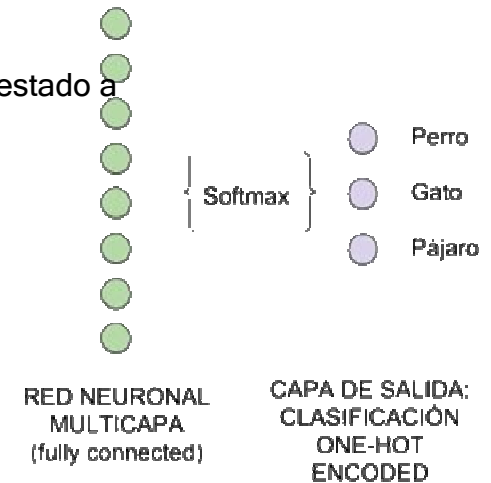 estado a
Perro
Softmax
Gato
Pájaro
RED NEURONAL
MULTICAPA
(fully connected)
CAPA DE SALIDA:
CLASIFICACIÓN
ONE-HOT
ENCODED